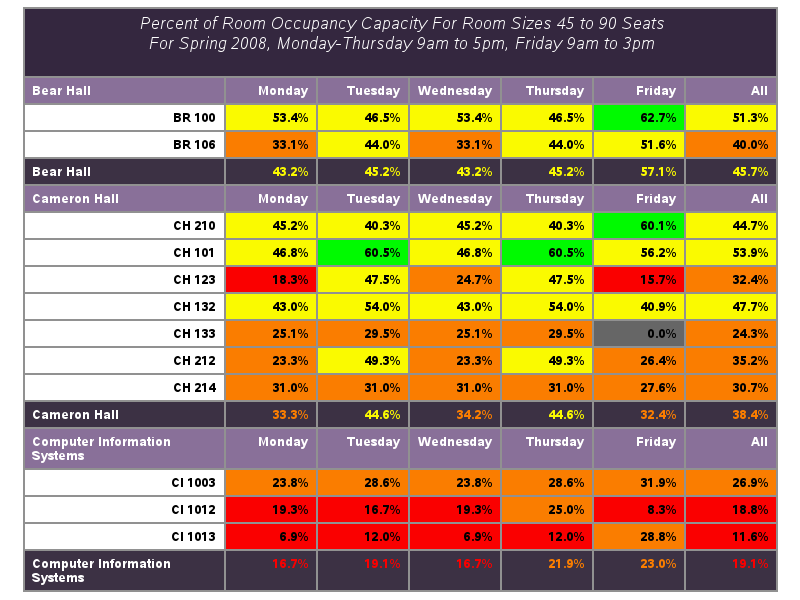 Percent of Room Occupancy Capacity For Room Sizes 45 to 90 Seats
For Spring 2008, Monday-Thursday 9am to 5pm, Friday 9am to 3pm
Bear Hall Monday Tuesday Wednesday Thursday Friday All
BR 100 53.4% 46.5% 53.4% 46.5% 62.7% 51.3%
BR 106 33.1% 44.0% 33.1% 44.0% 51.6% 40.0%
Bear Hall 43.2% 45.2% 43.2% 45.2% 57.1% 45.7%
Cameron Hall Monday Tuesday Wednesday Thursday Friday All
CH 210 45.2% 40.3% 45.2% 40.3% 60.1% 44.7%
CH 101 46.8% 60.5% 46.8% 60.5% 56.2% 53.9%
CH 123 18.3% 47.5% 24.7% 47.5% 15.7% 32.4%
CH 132 43.0% 54.0% 43.0% 54.0% 40.9% 47.7%
CH 133 25.1% 29.5% 25.1% 29.5% 0.0% 24.3%
CH 212 23.3% 49.3% 23.3% 49.3% 26.4% 35.2%
CH 214 31.0% 31.0% 31.0% 31.0% 27.6% 30.7%
Cameron Hall 33.3% 44.6% 34.2% 44.6% 32.4% 38.4%
Computer Information Monday Tuesday Wednesday Thursday Friday All
Systems
CI 1003 23.8% 28.6% 23.8% 28.6% 31.9% 26.9%
CI 1012 19.3% 16.7% 19.3% 25.0% 8.3% 18.8%
CI 1013 6.9% 12.0% 6.9% 12.0% 28.8% 11.6%
Computer Information 16.7% 19.1% 16.7% 21.9% 23.0% 19.1%
Systems